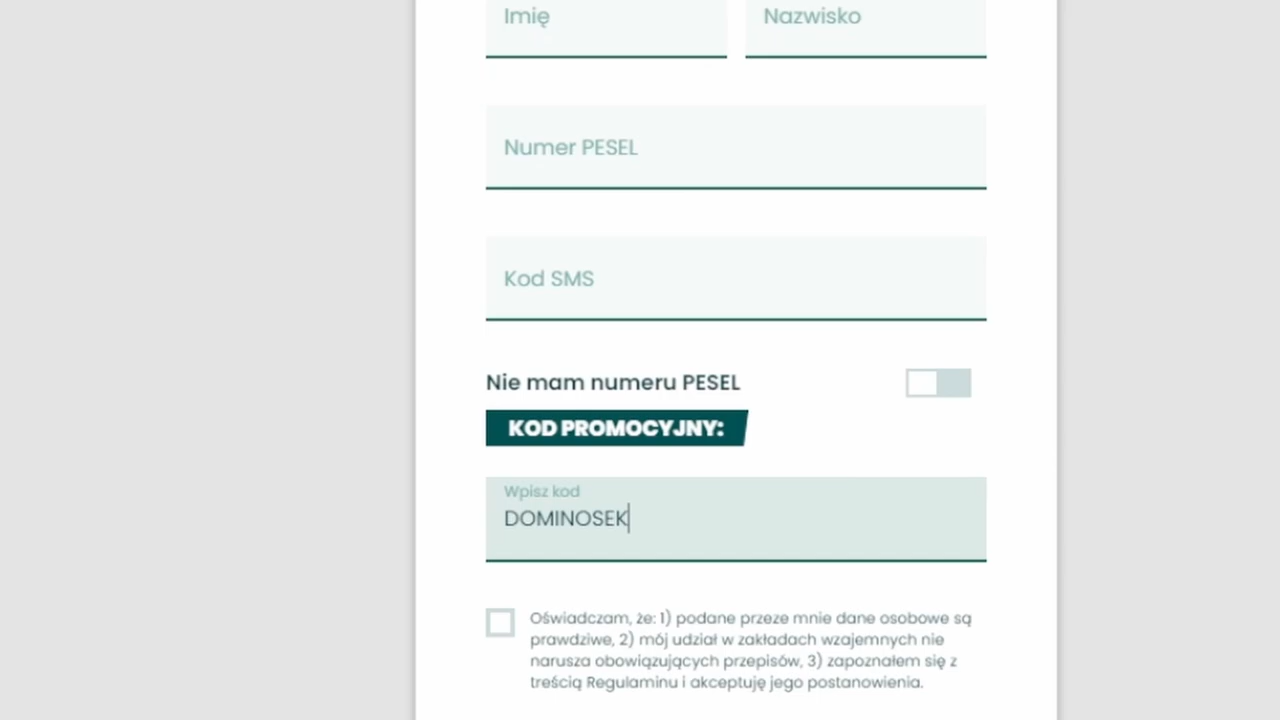 Imię
Nazwisko
Numer PESEL
Kod SMS
Nie mam numeru PESEL
KOD PROMOCYJNY:
Wpisz kod
DOMINOSEK
Oświadczam, że: 1) podane przeze mnie dane osobowe są
prawdziwe, 2) mój udział w zakładach wzajemnych nie
narusza obowiązujących przepisów, 3) zapoznałem się z
treścią Regulaminu i akceptuję jego postanowienia.